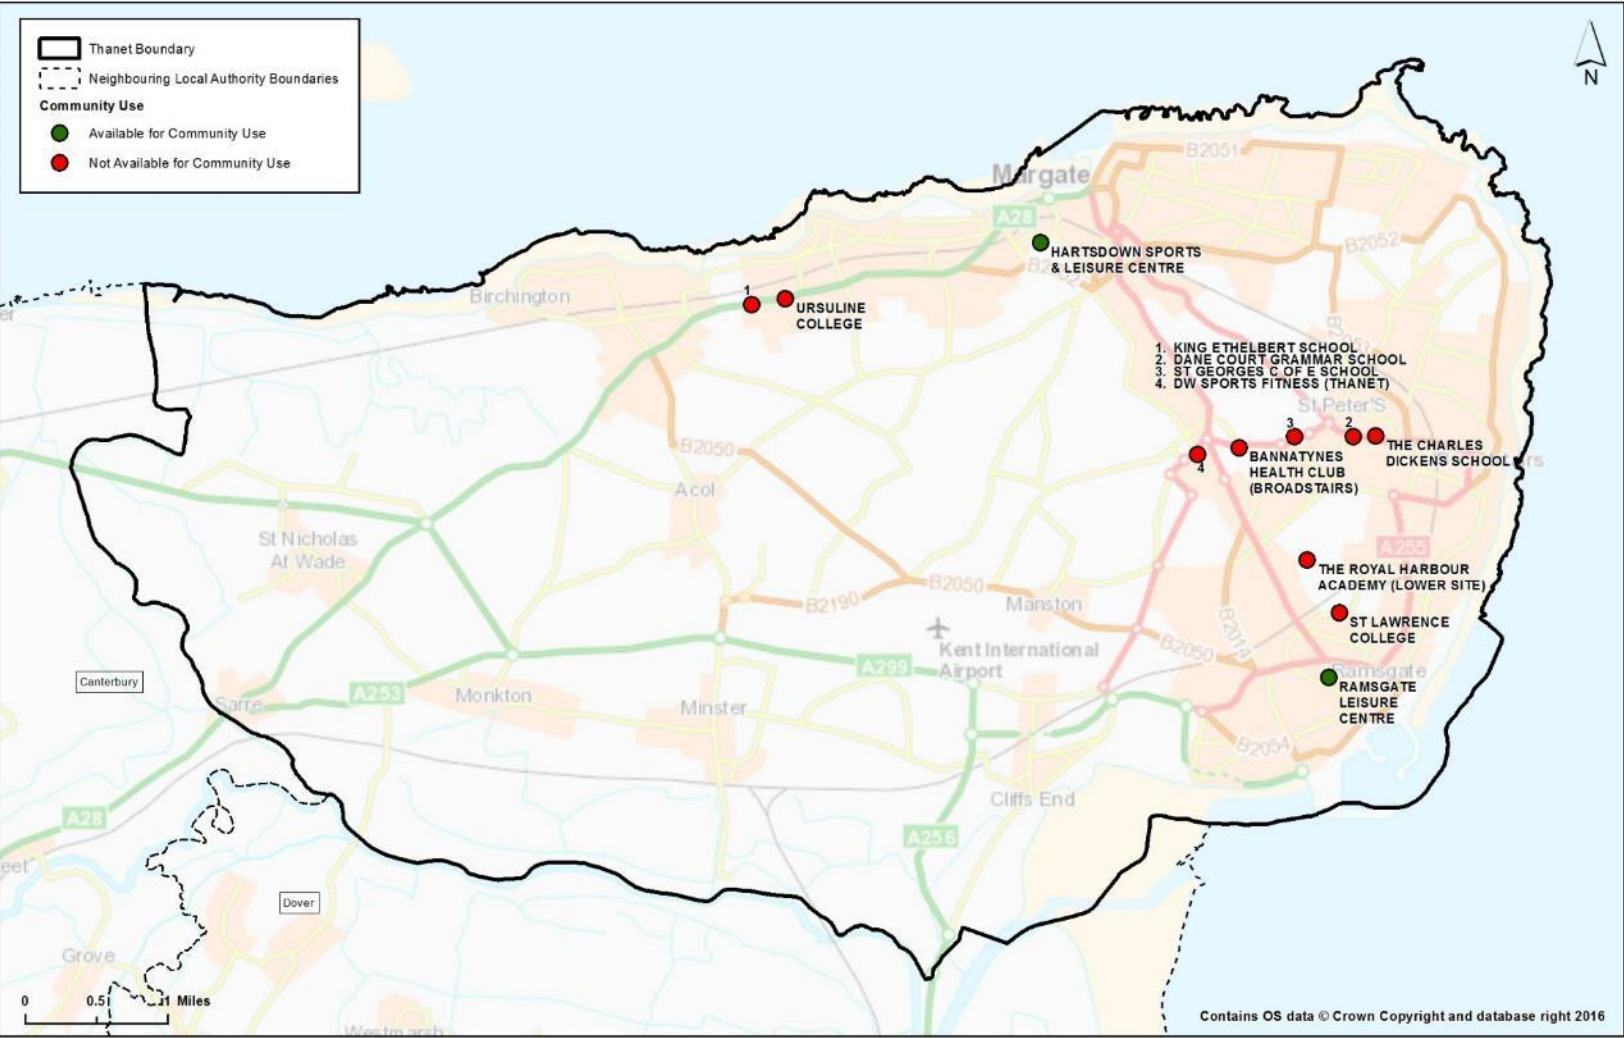 Thanet Boundary
Neighbouring Local Authority Boundaries
Community Use
Available for Community Use
Not Available for Community Use
N
Margate
B2051
A28
B2052
HARTSDOWN SPORTS
& LEISURE CENTRE
Birchington
1
URSULINE
COLLEGE
1. KING ETHELBERT SCHOOL
2. DANE COURT GRAMMAR SCHOOL
3. ST GEORGES C OF E SCHOOL
4. DW SPORTS FITNESS (THANET)
St Peter'S
3
2
THE CHARLES
DICKENS SCHOOL
4
BANNATYNES
HEALTH CLUB
(BROADSTAIRS)
B2050
Acol
St Nicholas
At Wade
A255
THE ROYAL HARBOUR
ACADEMY (LOWER SITE)
B2050
B2190
Manston
ST LAWRENCE
COLLEGE
B2014
B2050
Kent International
Airport
A299
Ramsgate
RAMSGATE
LEISURE
CENTRE
Canterbury
A253
Monkton
Sarre
Minster
B2054
Cliffs End
A28
A256
Dover
Grove
0 0.5 1 Miles
Westmarsh
Contains OS data © Crown Copyright and database right 2016